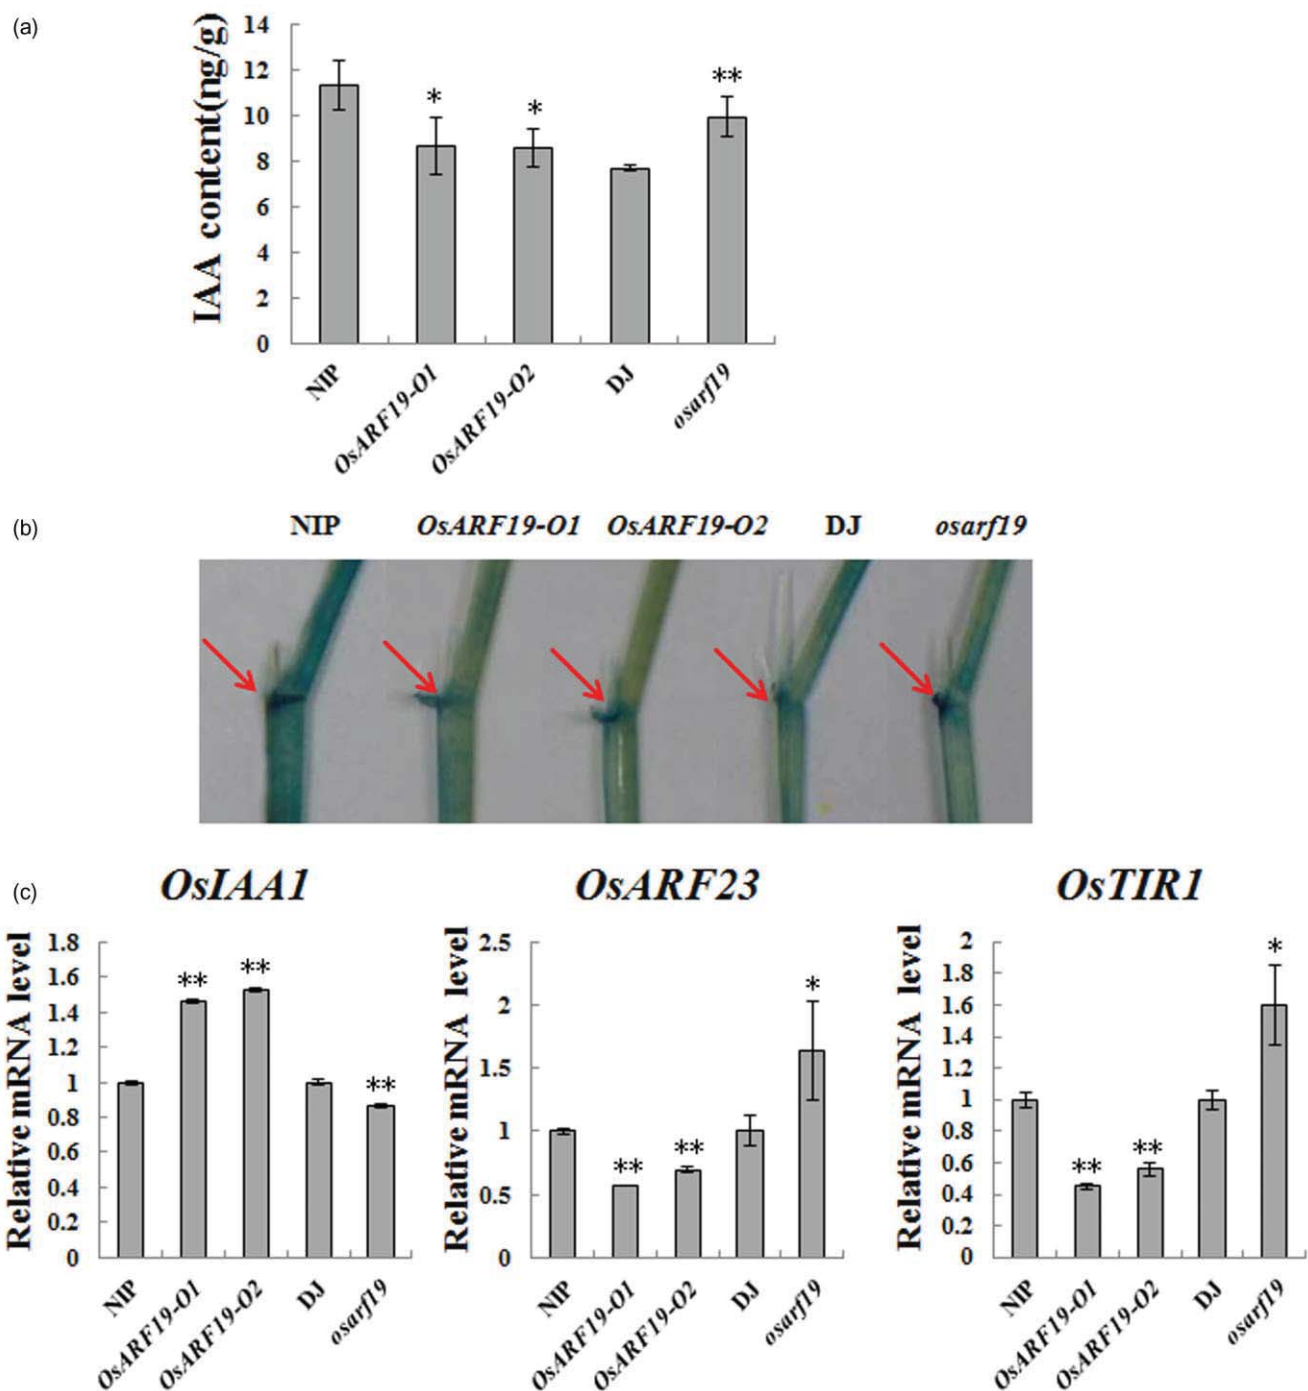 (a)
IAA content(ng/g)
14
12
10
8
6
4
2
0
*
*
**
NIP
OsARF19-O1
OsARF19-O2
DJ
osarf19
(b)
NIP OsARF19-O1 OsARF19-O2 DJ osarf19
(c)
OsIAA1
Relative mRNA level
1.8
1.6
1.4
1.2
1
0.8
0.6
0.4
0.2
0
**
**
**
NIP
OsARF19-O1
OsARF19-O2
DJ
osarf19
OsARF23
Relative mRNA level
2.5
2
1.5
1
0.5
0
**
**
*
NIP
OsARF19-O1
OsARF19-O2
DJ
osarf19
OsTIR1
Relative mRNA level
2
1.8
1.6
1.4
1.2
1
0.8
0.6
0.4
0.2
0
**
**
*
NIP
OsARF19-O1
OsARF19-O2
DJ
osarf19